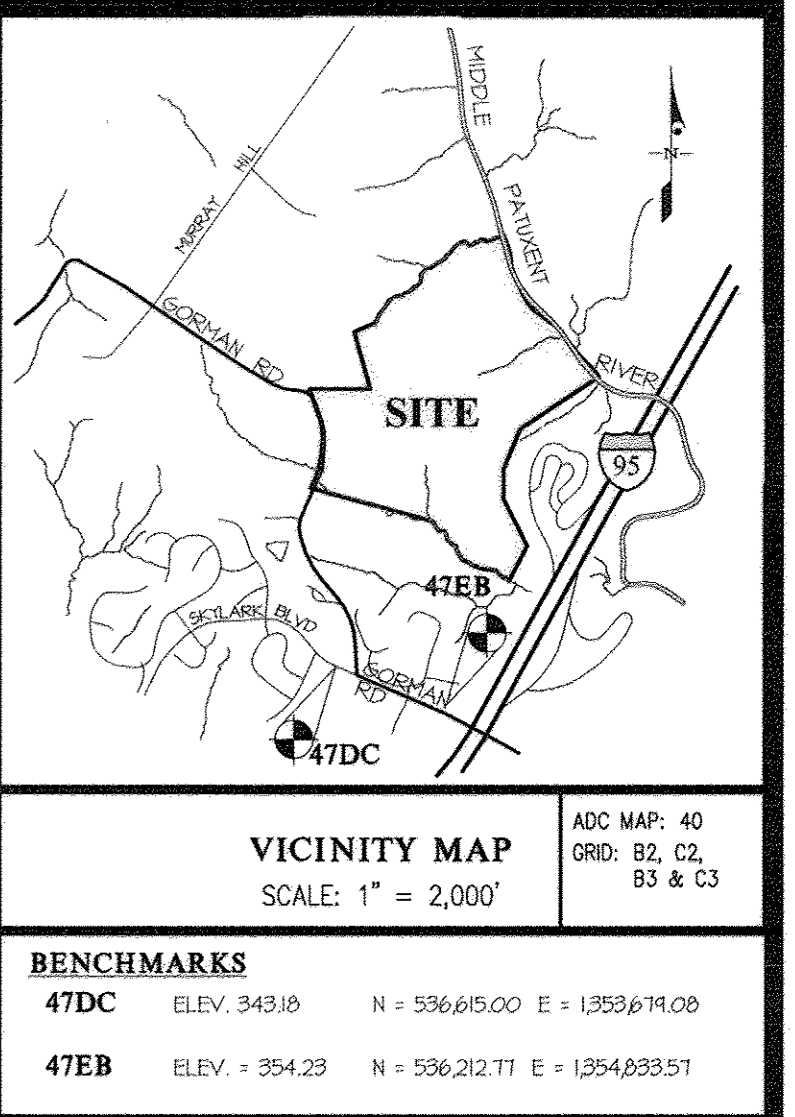 MIDDLE
MURRAY HILL
N
PATUXENT
GORMAN RD
RIVER
SITE
95
47EB
SKYLARK BLVD
GORMAN
RD
47DC
VICINITY MAP
SCALE: 1" = 2,000'
ADC MAP: 40
GRID: B2, C2,
B3 & C3
BENCHMARKS
47DC ELEV. 343.18 N = 536,615.00 E = 1,353,679.08
47EB ELEV. = 354.23 N = 536,212.77 E = 1,354,833.57